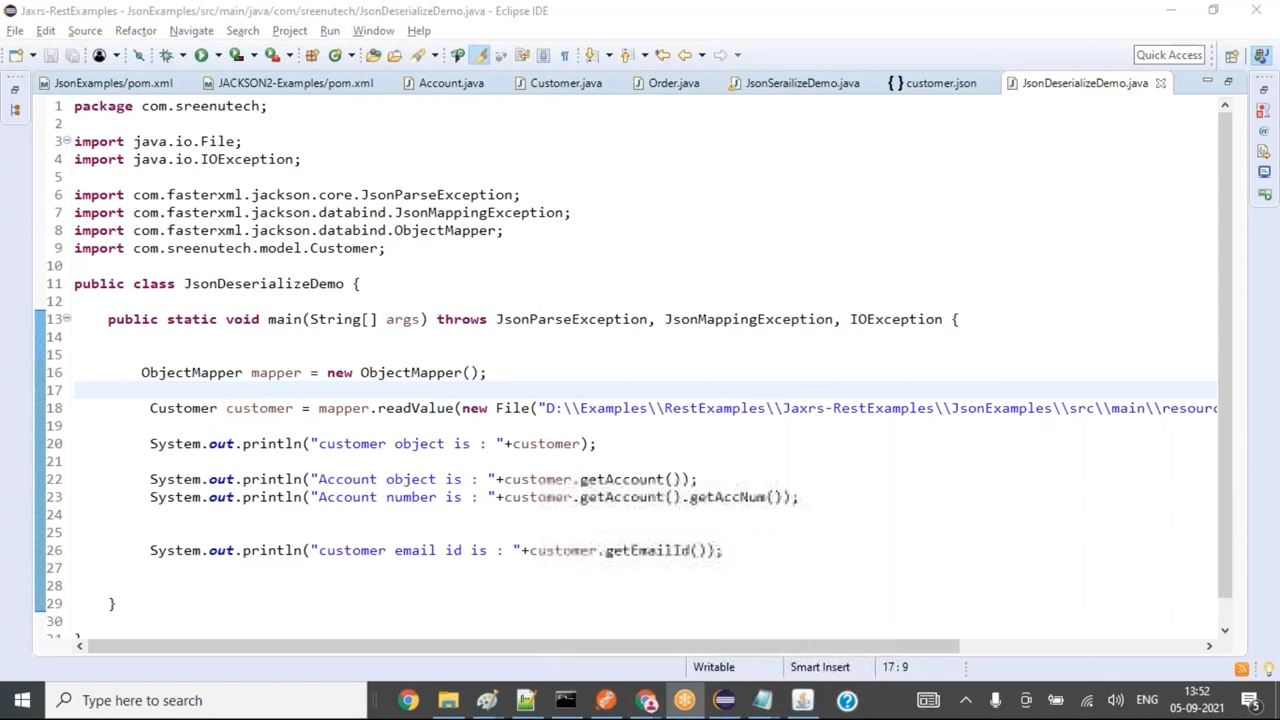 Jaxrs-RestExamples - JsonExamples/src/main/java/com/sreenutech/JsonDeserializeDemo.java - Eclipse IDE
File Edit Source Refactor Navigate Search Project Run Window Help
Quick Access
JsonExamples/pom.xml JACKSON2-Examples/pom.xml Account.java Customer.java Order.java JsonSerailizeDemo.java customer.json JsonDeserializeDemo.java
1 package com.sreenutech;
2
3 import java.io.File;
4 import java.io.IOException;
5
6 import com.fasterxml.jackson.core.JsonParseException;
7 import com.fasterxml.jackson.databind.JsonMappingException;
8 import com.fasterxml.jackson.databind.ObjectMapper;
9 import com.sreenutech.model.Customer;
10
11 public class JsonDeserializeDemo {
12
13 public static void main(String[] args) throws JsonParseException, JsonMappingException, IOException {
14
15
16 ObjectMapper mapper = new ObjectMapper();
17
18 Customer customer = mapper.readValue(new File("D:\\Examples\\RestExamples\\Jaxrs-RestExamples\\JsonExamples\\src\\main\\resourc
19
20 System.out.println("customer object is : "+customer);
21
22 System.out.println("Account object is : "+customer.getAccount());
23 System.out.println("Account number is : "+customer.getAccount().getAccNum());
24
25
26 System.out.println("customer email id is : "+customer.getEmailId());
27
28
29 }
30
31 }
Writable Smart Insert 17 : 9
Type here to search
ENG
13:52
05-09-2021
5